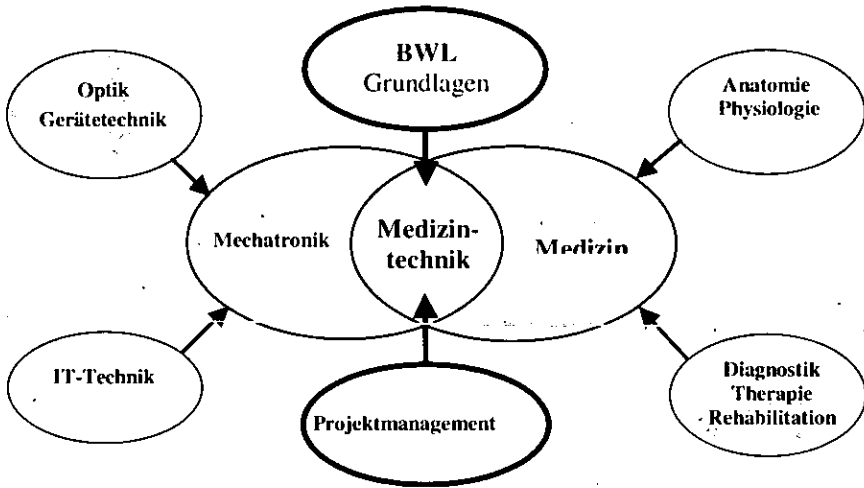 BWL
Grundlagen
Optik
Gerätetechnik
Anatomie
Physiologie
Mechatronik
Medizin-
technik
Medizin
IT-Technik
Projektmanagement
Diagnostik
Therapie
Rehabilitation